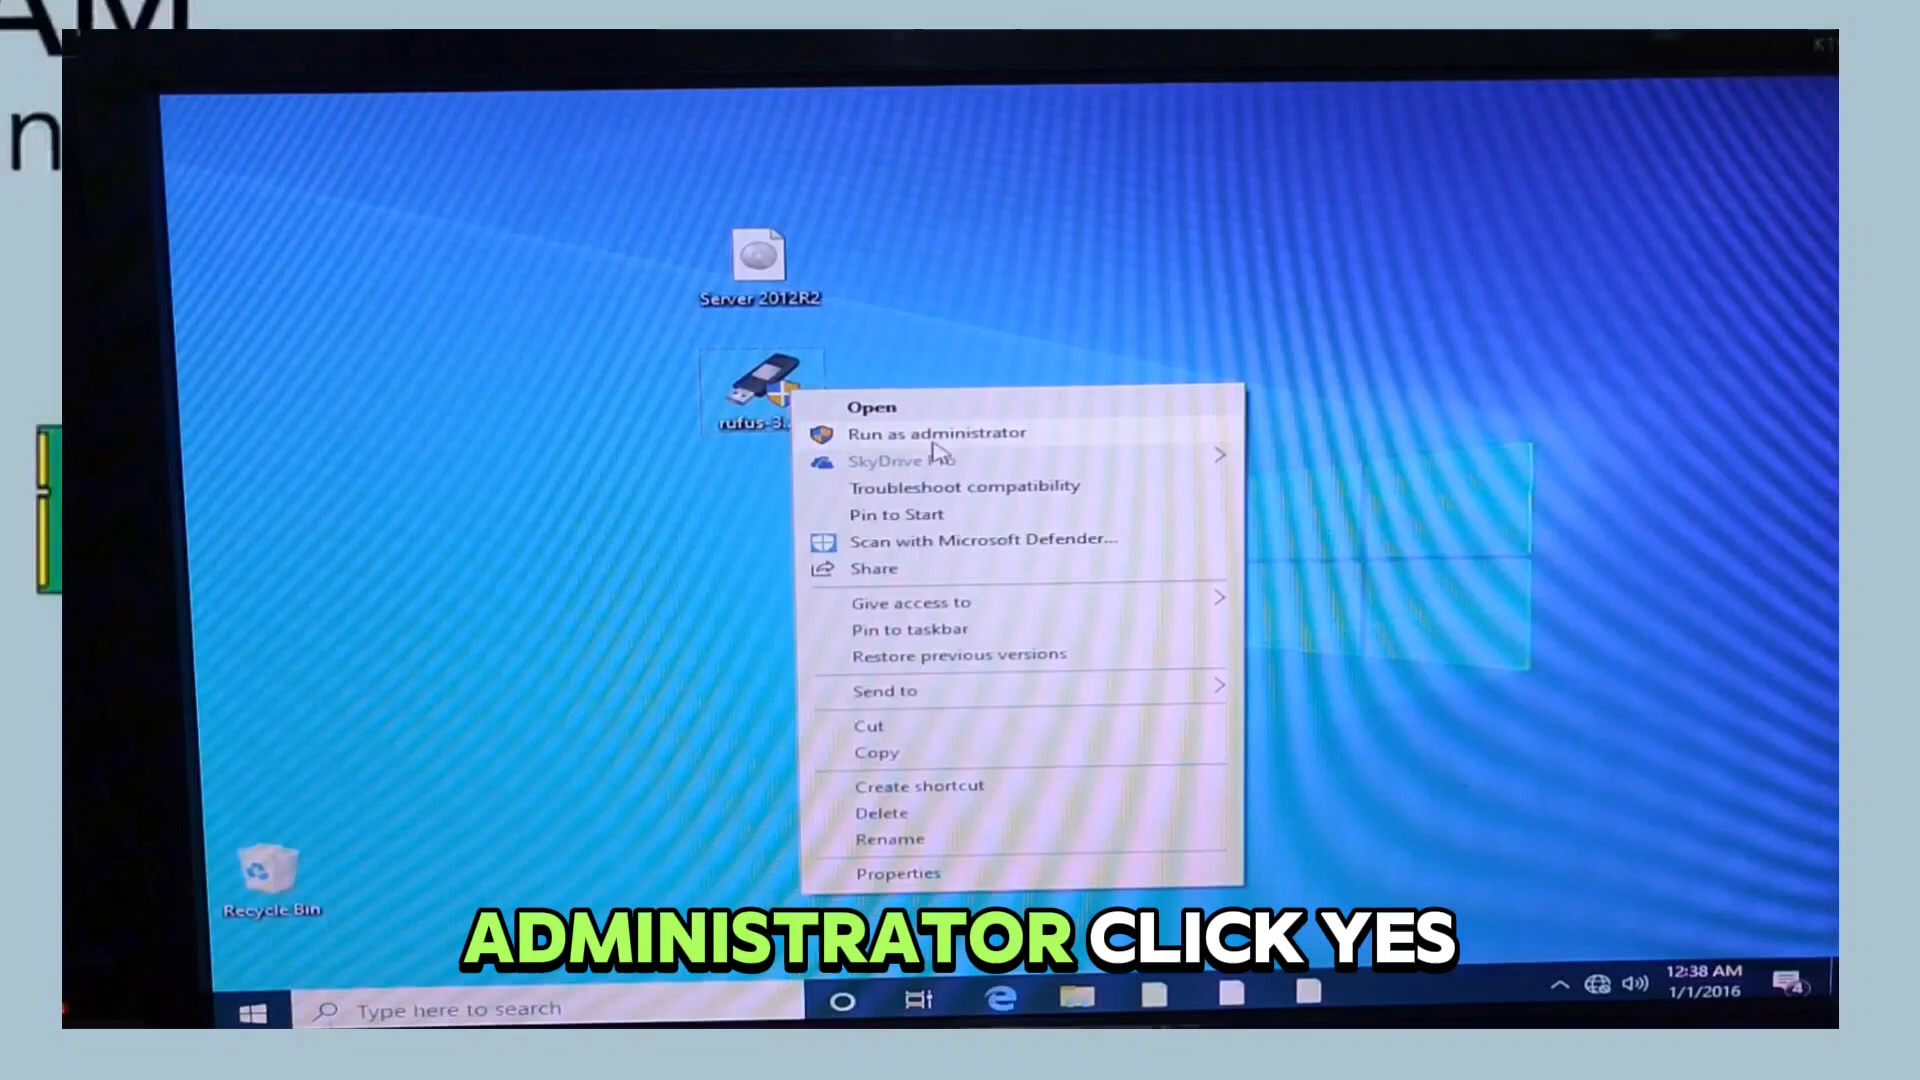 AM
n
Server 2012R2
rufus-3...
Open
Run as administrator
SkyDrive Pro
Troubleshoot compatibility
Pin to Start
Scan with Microsoft Defender...
Share
Give access to
Pin to taskbar
Restore previous versions
Send to
Cut
Copy
Create shortcut
Delete
Rename
Properties
Recycle Bin
ADMINISTRATOR CLICK YES
Type here to search
12:38 AM
1/1/2016
4